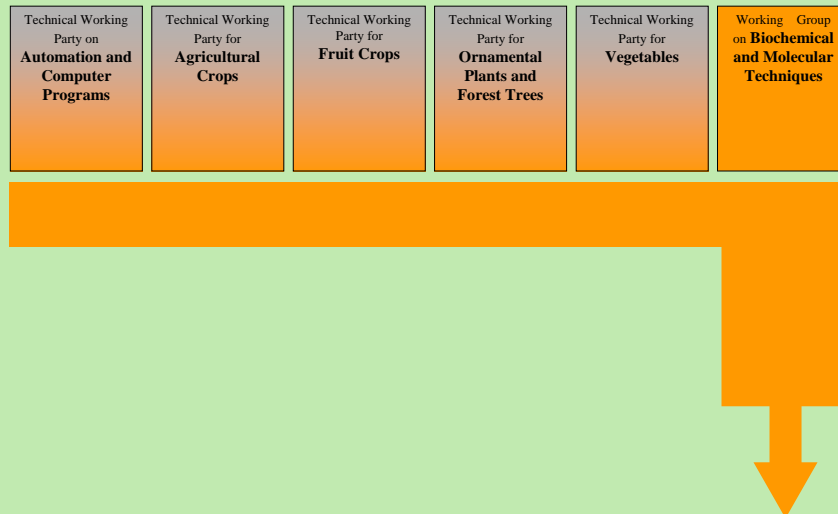 Technical Working
Party on
Automation and
Computer
Programs
Technical Working
Party for
Agricultural
Crops
Technical Working
Party for
Fruit Crops
Technical Working
Party for
Ornamental
Plants and
Forest Trees
Technical Working
Party for
Vegetables
Working Group
on Biochemical
and Molecular
Techniques